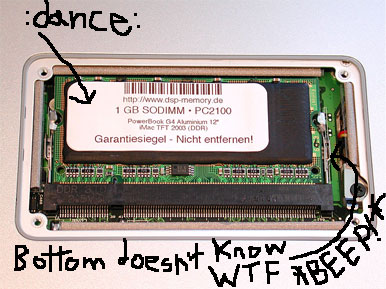 :dance:
http://www.dsp-memory.de
1 GB SODIMM • PC2100
PowerBook G4 Aluminium 12"
iMac TFT 2003 (DDR)
Garantiesiegel - Nicht entfernen!
Bottom doesn't know
WTF *BEEP!*